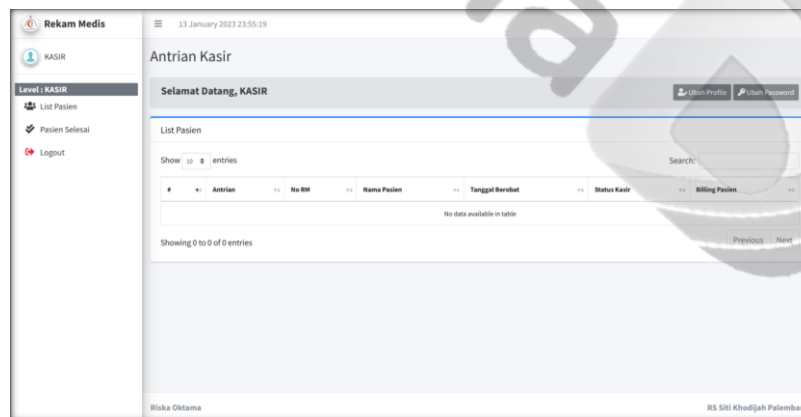 Rekam Medis
13 January 2023 23:55:19
KASIR
Antrian Kasir
Level : KASIR
Selamat Datang, KASIR
Ubah Profile
Ubah Password
List Pasien
Pasien Selesai
Logout
List Pasien
Show 10 entries
Search:
# Antrian No RM Nama Pasien Tanggal Berobat Status Kasir Billing Pasien
No data available in table
Showing 0 to 0 of 0 entries
Previous Next
Riska Oktama
RS Siti Khodijah Palemba